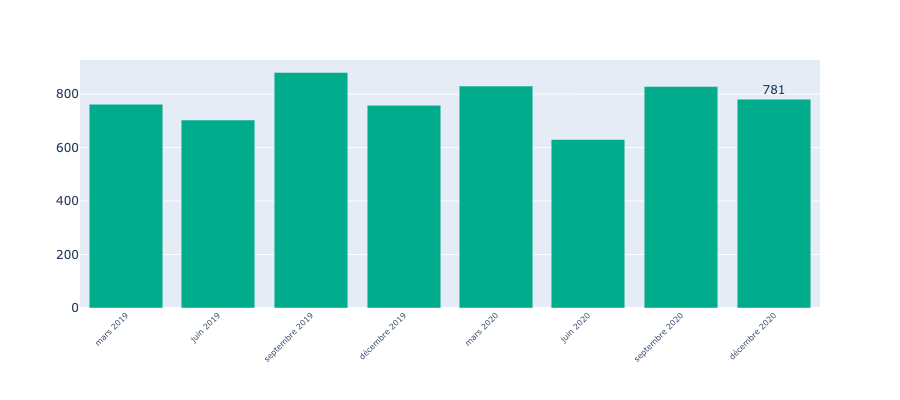 781
800
600
400
200
0
mars 2019
juin 2019
septembre 2019
décembre 2019
mars 2020
juin 2020
septembre 2020
décembre 2020